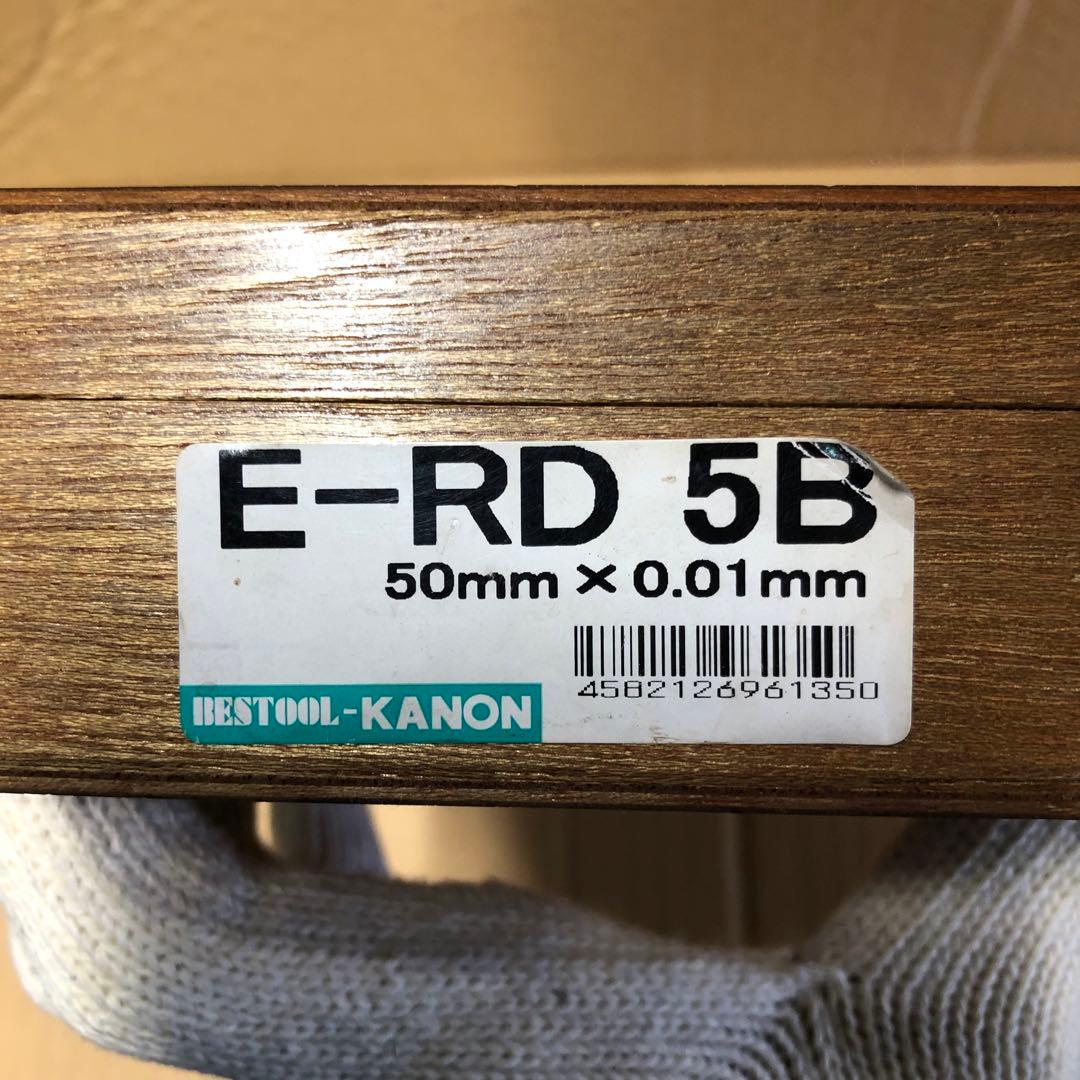 E-RD 5B
50mm × 0.01mm
4582126961350
BESTOOL-KANON